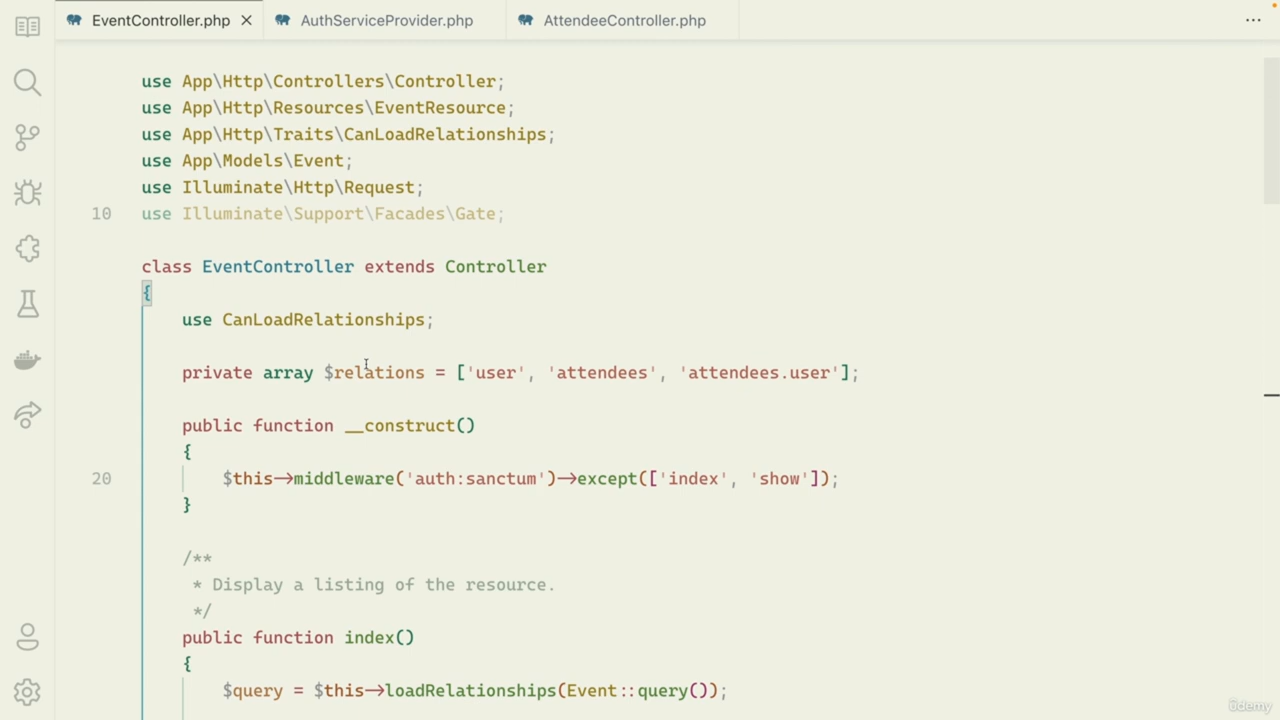 EventController.php AuthServiceProvider.php AttendeeController.php
use App\Http\Controllers\Controller;
use App\Http\Resources\EventResource;
use App\Http\Traits\CanLoadRelationships;
use App\Models\Event;
use Illuminate\Http\Request;
10 use Illuminate\Support\Facades\Gate;
class EventController extends Controller
{
use CanLoadRelationships;
private array $relations = ['user', 'attendees', 'attendees.user'];
public function __construct()
{
20 $this->middleware('auth:sanctum')->except(['index', 'show']);
}
/**
* Display a listing of the resource.
*/
public function index()
{
$query = $this->loadRelationships(Event::query());
ûdemy